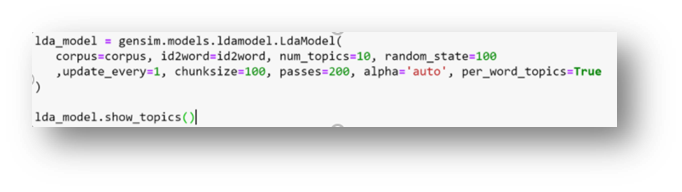 lda_model = gensim.models.ldamodel.LdaModel(
corpus=corpus, id2word=id2word, num_topics=10, random_state=100
,update_every=1, chunksize=100, passes=200, alpha='auto', per_word_topics=True
)
lda_model.show_topics()